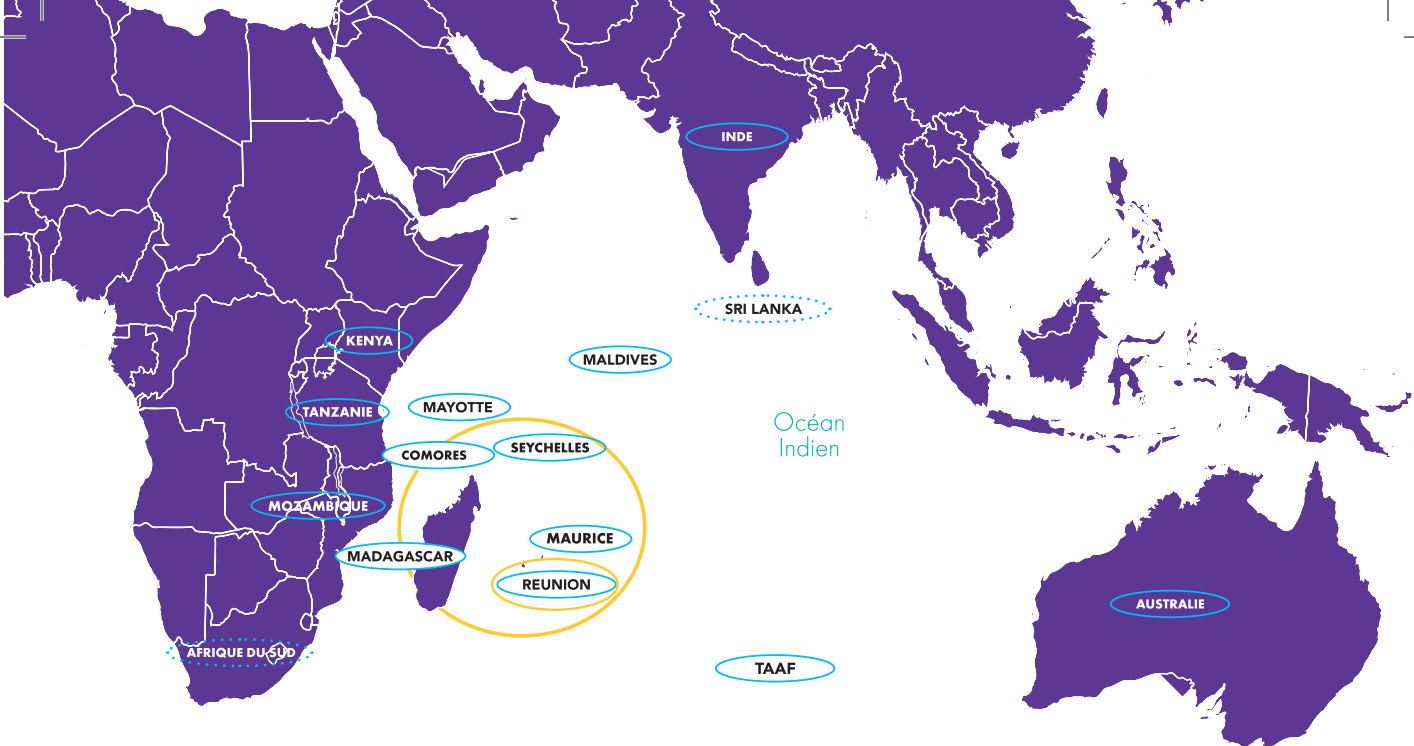 INDE
SRI LANKA
KENYA
MALDIVES
TANZANIE
MAYOTTE
Océan
Indien
COMORES
SEYCHELLES
MOZAMBIQUE
MAURICE
MADAGASCAR
REUNION
AUSTRALIE
AFRIQUE DU SUD
TAAF